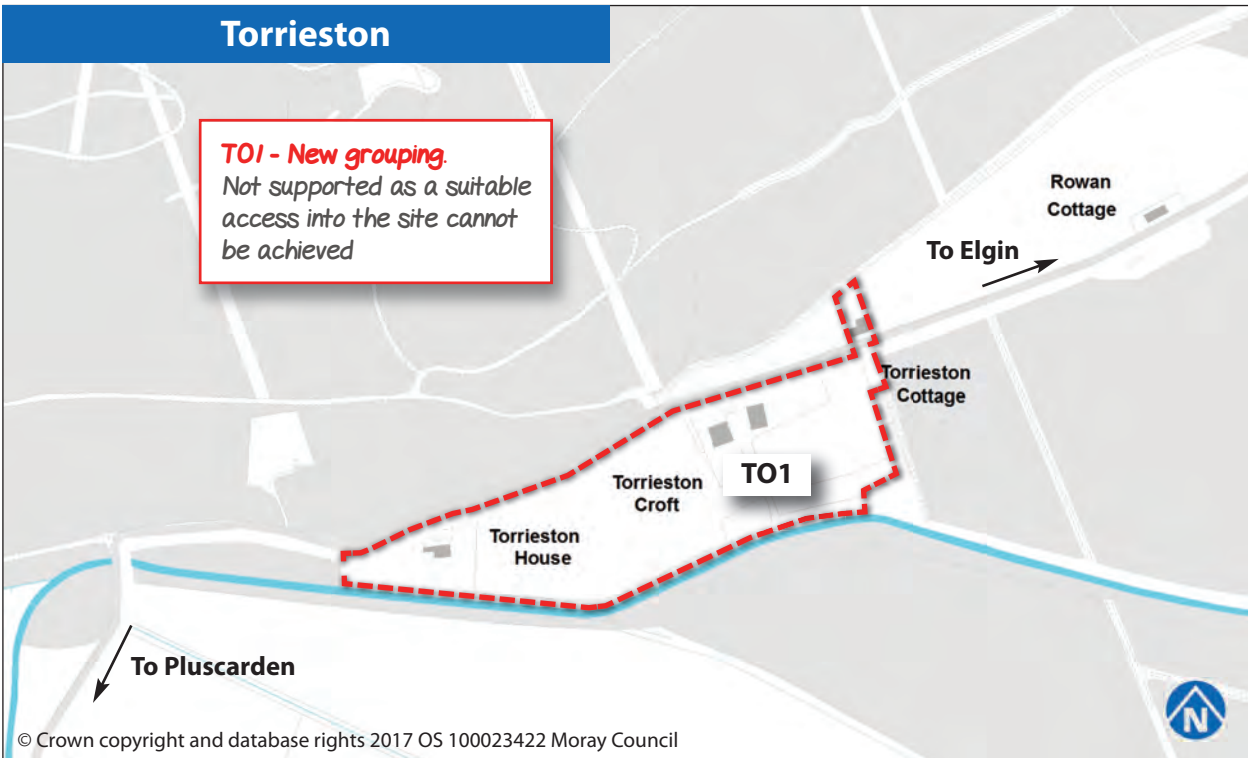 Torrieston
TO1 - New grouping.
Not supported as a suitable
access into the site cannot
be achieved
Rowan
Cottage
To Elgin
Torrieston
Cottage
TO1
Torrieston
Croft
Torrieston
House
To Pluscarden
N
© Crown copyright and database rights 2017 OS 100023422 Moray Council